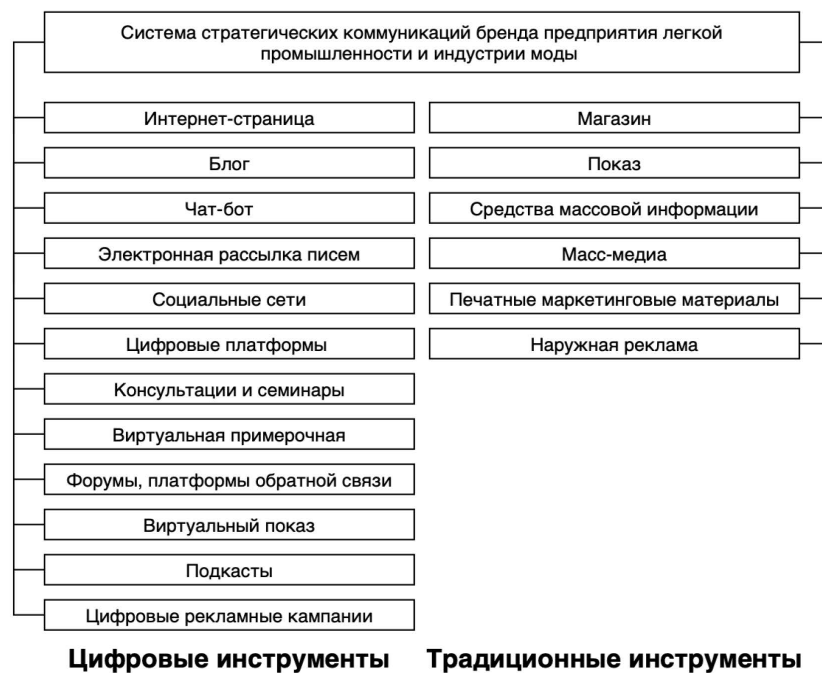 Система стратегических коммуникаций бренда предприятия легкой
промышленности и индустрии моды
Интернет-страница
Блог
Чат-бот
Электронная рассылка писем
Социальные сети
Цифровые платформы
Консультации и семинары
Виртуальная примерочная
Форумы, платформы обратной связи
Виртуальный показ
Подкасты
Цифровые рекламные кампании
Цифровые инструменты
Магазин
Показ
Средства массовой информации
Масс-медиа
Печатные маркетинговые материалы
Наружная реклама
Традиционные инструменты